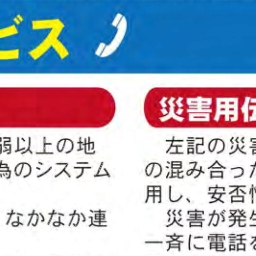 ビス
弱以上の地
為のシステム
なかなか連
災害用伝
左記の災害
の混み合った
用し、安否
災害が発生
一斉に電話を